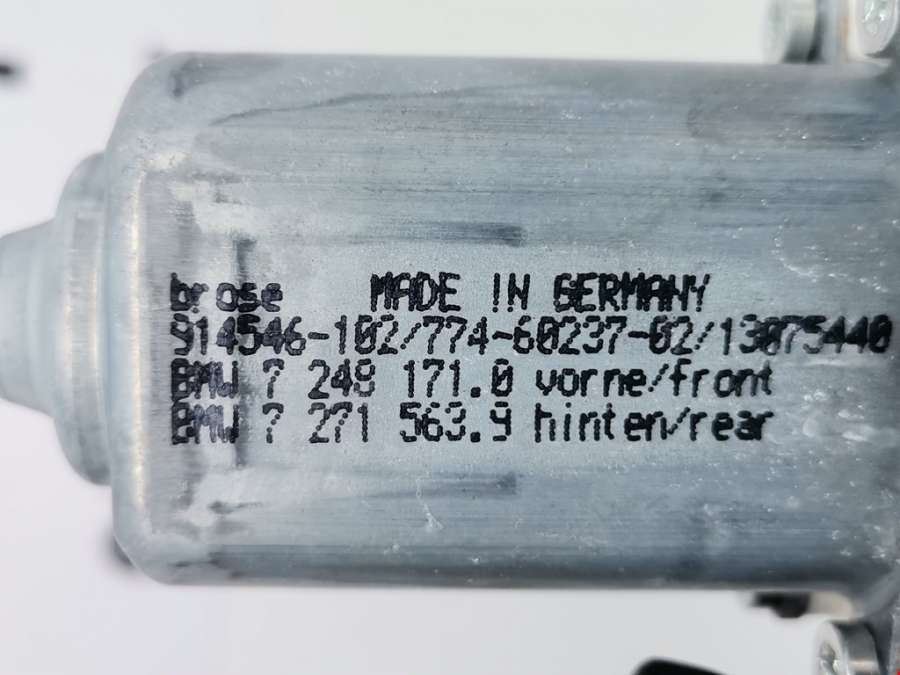 brose MADE IN GERMANY
914546-102/774-60237-02/13075440
BMW 7 248 171.0 vorne/front
BMW 7 271 563.9 hinten/rear